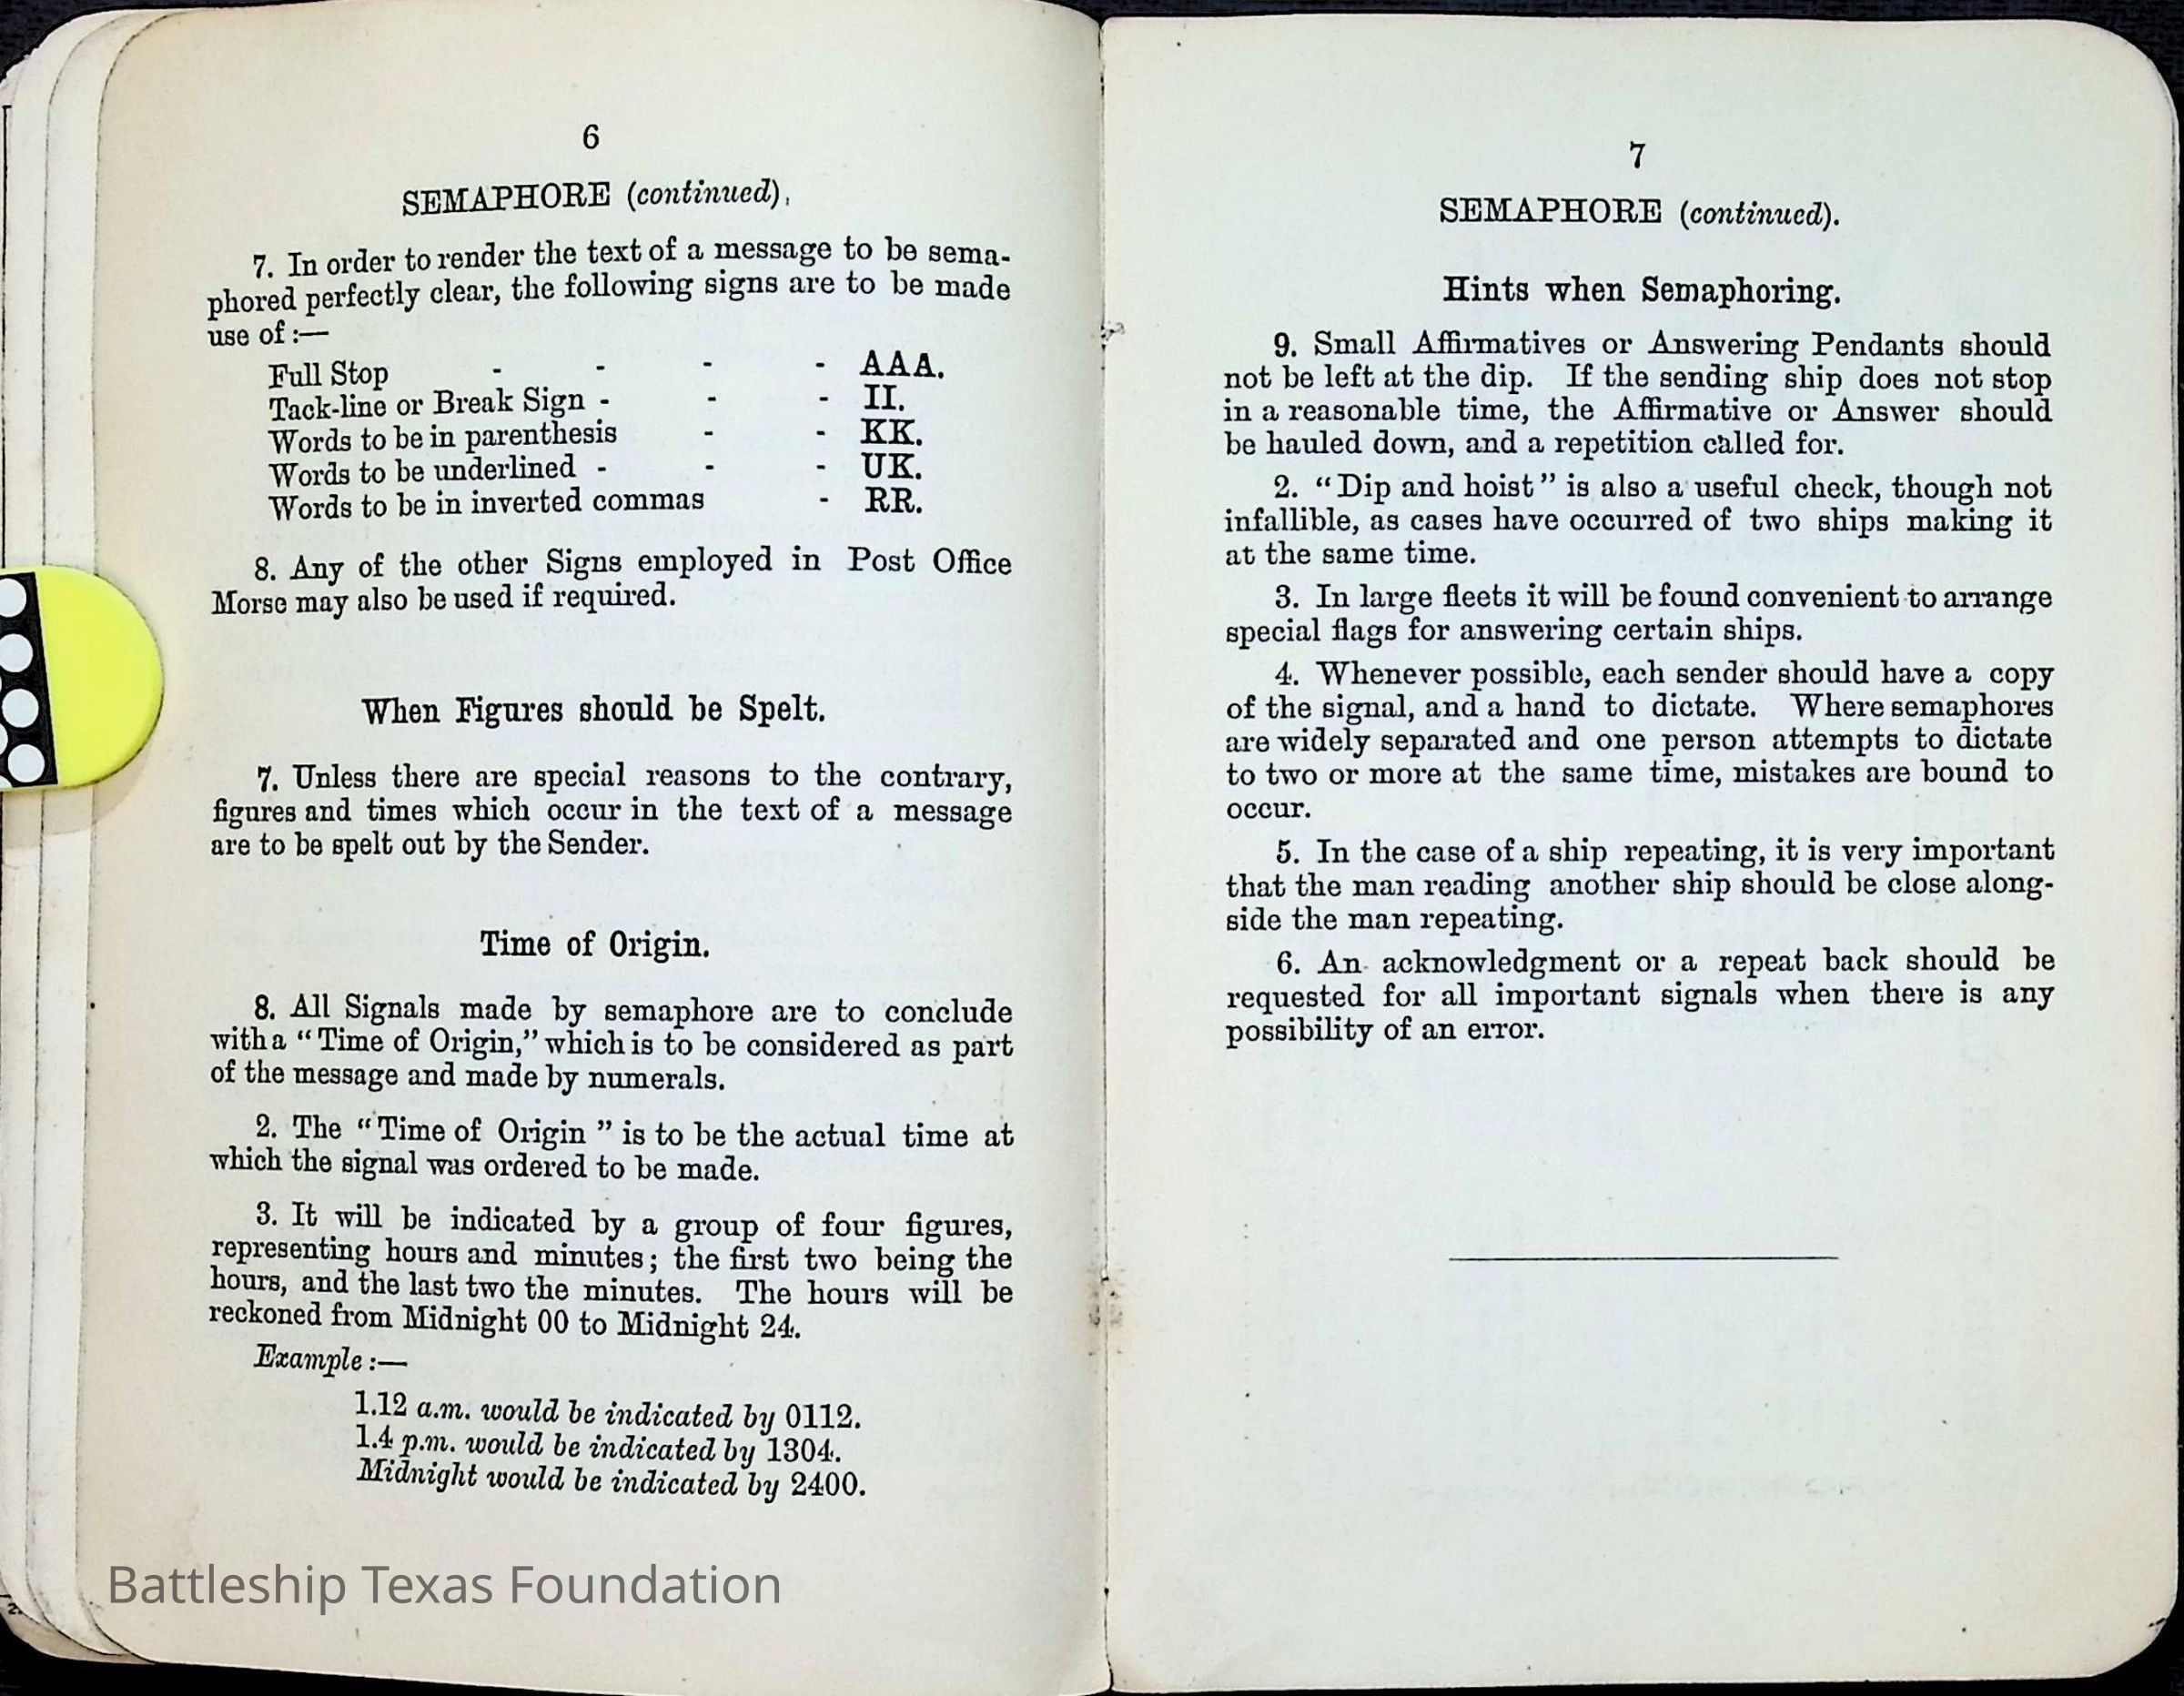 6
SEMAPHORE (continued).
7. In order to render the text of a message to be sema-
phored perfectly clear, the following signs are to be made
use of :—
Full Stop - - - - AAA.
Tack-line or Break Sign - - - II.
Words to be in parenthesis - - KK.
Words to be underlined - - - UK.
Words to be in inverted commas - RR.
8. Any of the other Signs employed in Post Office
Morse may also be used if required.
When Figures should be Spelt.
7. Unless there are special reasons to the contrary,
figures and times which occur in the text of a message
are to be spelt out by the Sender.
Time of Origin.
8. All Signals made by semaphore are to conclude
with a “Time of Origin,” which is to be considered as part
of the message and made by numerals.
2. The “Time of Origin” is to be the actual time at
which the signal was ordered to be made.
3. It will be indicated by a group of four figures,
representing hours and minutes; the first two being the
hours, and the last two the minutes. The hours will be
reckoned from Midnight 00 to Midnight 24.
Example :—
1.12 a.m. would be indicated by 0112.
1.4 p.m. would be indicated by 1304.
Midnight would be indicated by 2400.
Battleship Texas Foundation
7
SEMAPHORE (continued).
Hints when Semaphoring.
9. Small Affirmatives or Answering Pendants should
not be left at the dip. If the sending ship does not stop
in a reasonable time, the Affirmative or Answer should
be hauled down, and a repetition called for.
2. “Dip and hoist” is also a useful check, though not
infallible, as cases have occurred of two ships making it
at the same time.
3. In large fleets it will be found convenient to arrange
special flags for answering certain ships.
4. Whenever possible, each sender should have a copy
of the signal, and a hand to dictate. Where semaphores
are widely separated and one person attempts to dictate
to two or more at the same time, mistakes are bound to
occur.
5. In the case of a ship repeating, it is very important
that the man reading another ship should be close along-
side the man repeating.
6. An acknowledgment or a repeat back should be
requested for all important signals when there is any
possibility of an error.